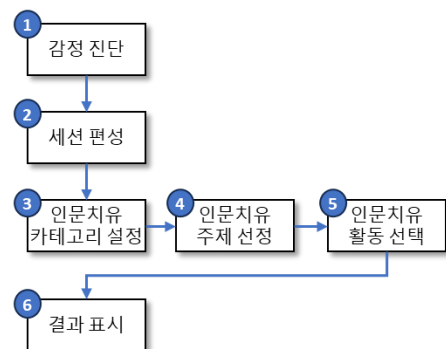 1
감정 진단
2
세션 편성
3
인문치유
카테고리 설정
4
인문치유
주제 선정
5
인문치유
활동 선택
6
결과 표시